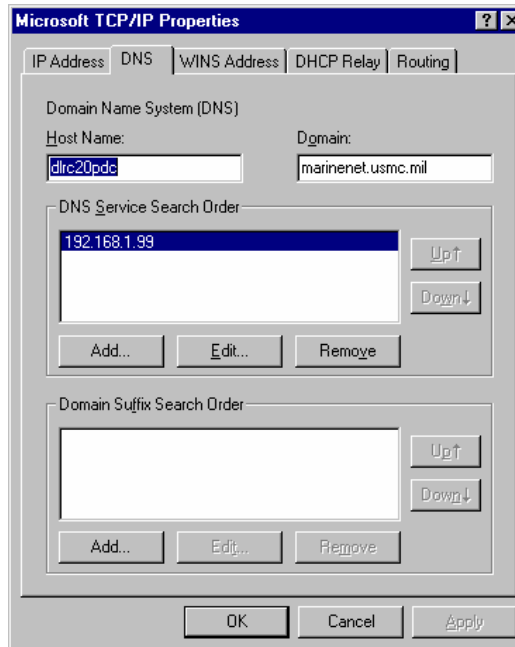 Microsoft TCP/IP Properties ? ×
IP Address DNS WINS Address DHCP Relay Routing
Domain Name System (DNS)
Host Name: Domain:
dlrc20pdc marinenet.usmc.mil
DNS Service Search Order
192.168.1.99
Up↑
Down↓
Add... Edit... Remove
Domain Suffix Search Order
Up↑
Down↓
Add... Edit... Remove
OK Cancel Apply